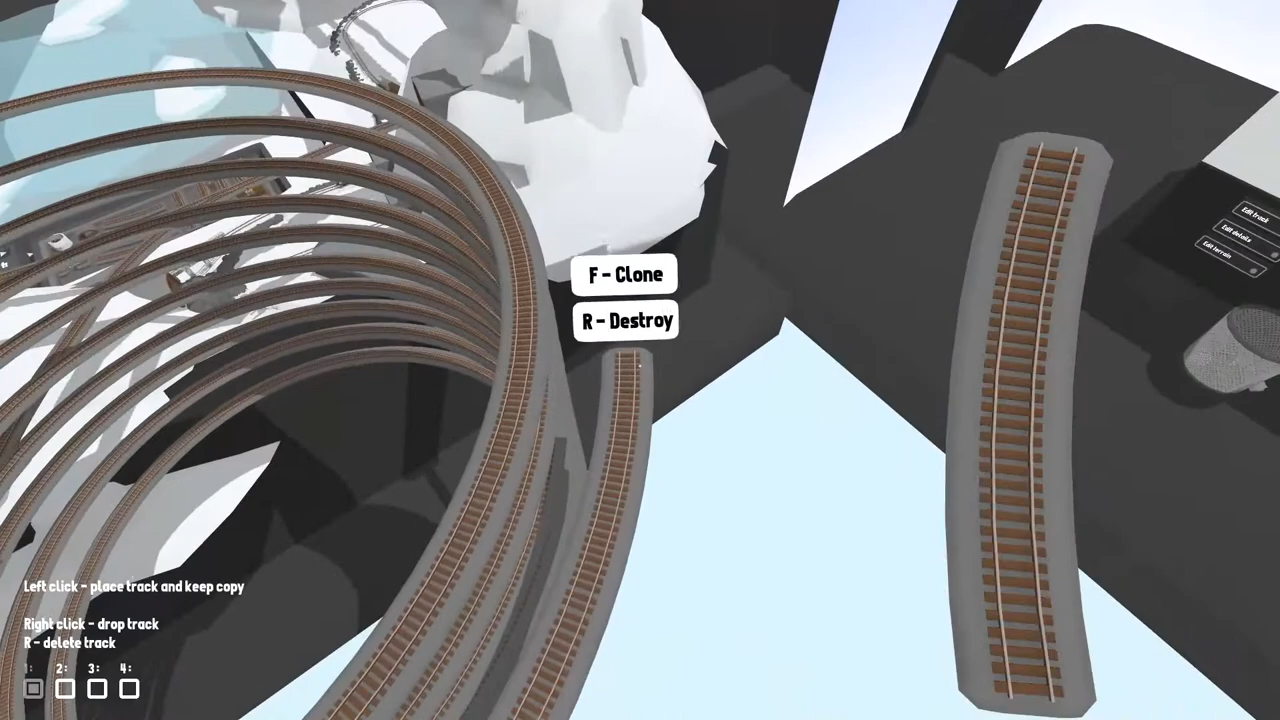 Edit track
Edit details
Edit terrain
F - Clone
R - Destroy
Left click - place track and keep copy
Right click - drop track
R - delete track
1: 2: 3: 4: